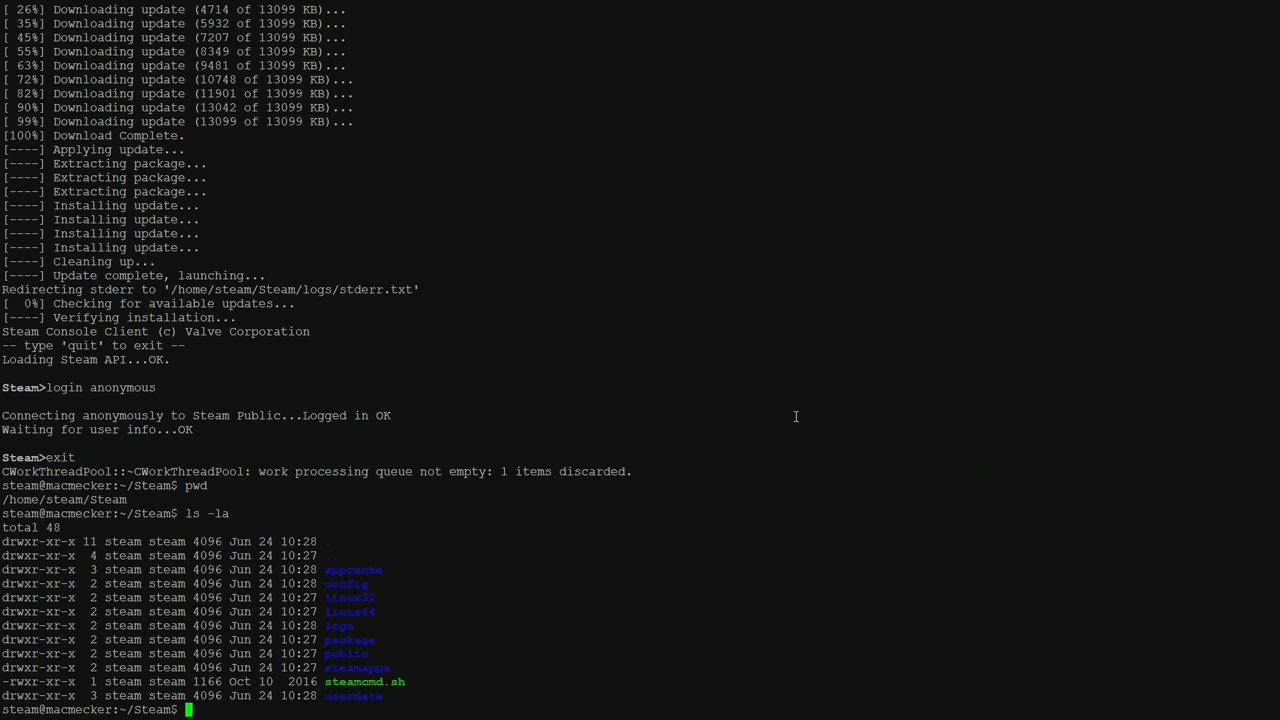 [ 26%] Downloading update (4714 of 13099 KB)...
[ 35%] Downloading update (5932 of 13099 KB)...
[ 45%] Downloading update (7207 of 13099 KB)...
[ 55%] Downloading update (8349 of 13099 KB)...
[ 63%] Downloading update (9481 of 13099 KB)...
[ 72%] Downloading update (10748 of 13099 KB)...
[ 82%] Downloading update (11901 of 13099 KB)...
[ 90%] Downloading update (13042 of 13099 KB)...
[ 99%] Downloading update (13099 of 13099 KB)...
[100%] Download Complete.
[----] Applying update...
[----] Extracting package...
[----] Extracting package...
[----] Extracting package...
[----] Installing update...
[----] Installing update...
[----] Installing update...
[----] Installing update...
[----] Cleaning up...
[----] Update complete, launching...
Redirecting stderr to '/home/steam/Steam/logs/stderr.txt'
[  0%] Checking for available updates...
[----] Verifying installation...
Steam Console Client (c) Valve Corporation
-- type 'quit' to exit --
Loading Steam API...OK.
Steam>login anonymous
Connecting anonymously to Steam Public...Logged in OK
Waiting for user info...OK
Steam>exit
CWorkThreadPool::~CWorkThreadPool: work processing queue not empty: 1 items discarded.
steam@macmecker:~/Steam$ pwd
/home/steam/Steam
steam@macmecker:~/Steam$ ls -la
total 48
drwxr-xr-x 11 steam steam 4096 Jun 24 10:28 .
drwxr-xr-x  4 steam steam 4096 Jun 24 10:27 ..
drwxr-xr-x  3 steam steam 4096 Jun 24 10:28 appcache
drwxr-xr-x  2 steam steam 4096 Jun 24 10:28 config
drwxr-xr-x  2 steam steam 4096 Jun 24 10:27 linux32
drwxr-xr-x  2 steam steam 4096 Jun 24 10:27 linux64
drwxr-xr-x  2 steam steam 4096 Jun 24 10:28 logs
drwxr-xr-x  2 steam steam 4096 Jun 24 10:27 package
drwxr-xr-x  2 steam steam 4096 Jun 24 10:27 public
drwxr-xr-x  2 steam steam 4096 Jun 24 10:27 steamapps
-rwxr-xr-x  1 steam steam 1166 Oct 10  2016 steamcmd.sh
drwxr-xr-x  3 steam steam 4096 Jun 24 10:28 userdata
steam@macmecker:~/Steam$